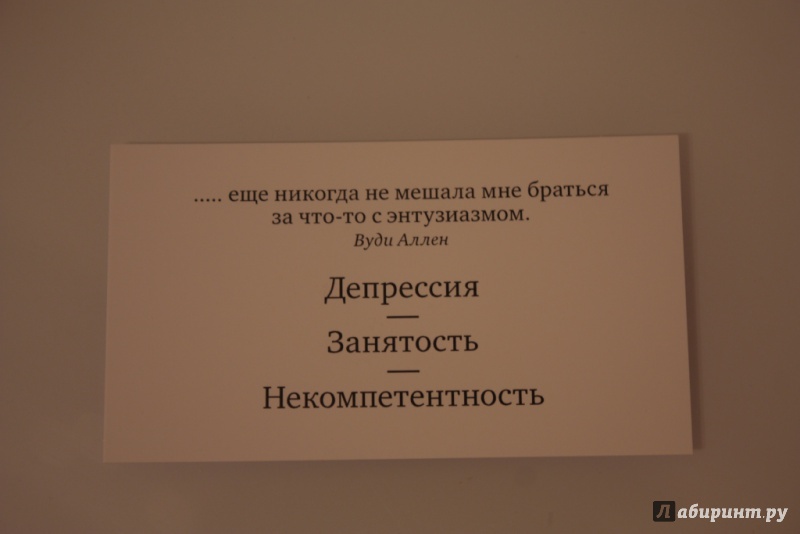 ..... еще никогда не мешала мне браться
за что-то с энтузиазмом.
Вуди Аллен
Депрессия
—
Занятость
—
Некомпетентность
Лабиринт.ру